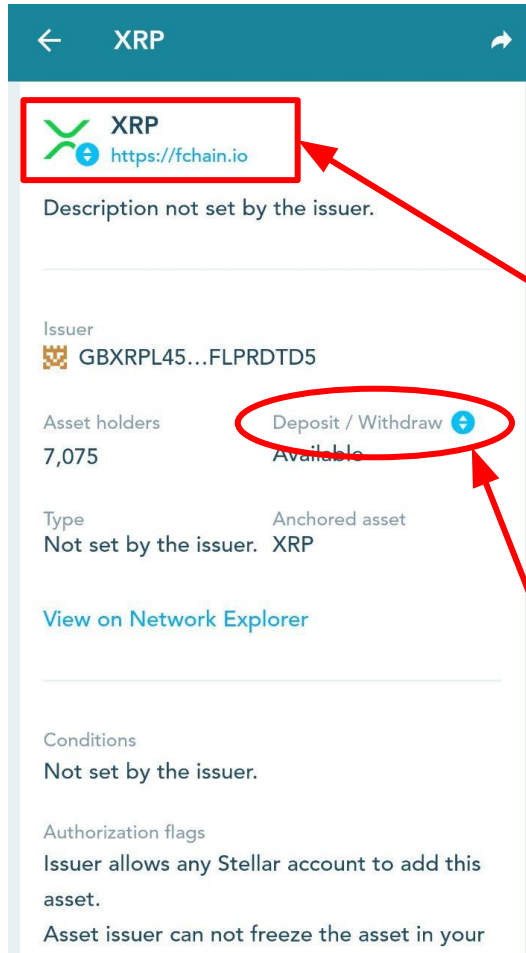 XRP
XRP
https://fchain.io
Description not set by the issuer.
Issuer
GBXRPL45...FLPRDTD5
Asset holders
Deposit / Withdraw
7,075
Available
Type
Anchored asset
Not set by the issuer.
XRP
View on Network Explorer
Conditions
Not set by the issuer.
Authorization flags
Issuer allows any Stellar account to add this
asset.
Asset issuer can not freeze the asset in your